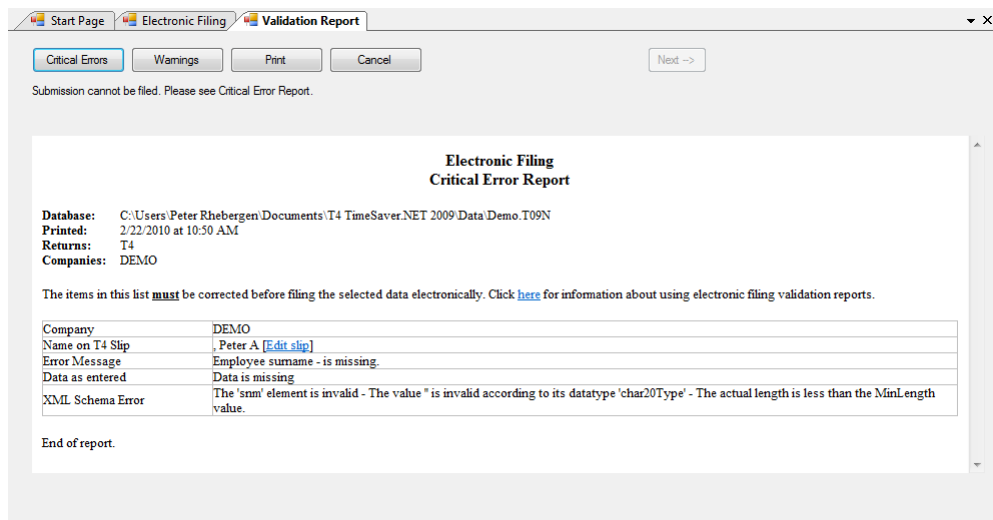 Start Page Electronic Filing Validation Report
Critical Errors Warnings Print Cancel Next -->
Submission cannot be filed. Please see Critical Error Report.
Electronic Filing
Critical Error Report
Database: C:\Users\Peter Rhebergen\Documents\T4 TimeSaver.NET 2009\Data\Demo.T09N
Printed: 2/22/2010 at 10:50 AM
Returns: T4
Companies: DEMO
The items in this list must be corrected before filing the selected data electronically. Click here for information about using electronic filing validation reports.
Company DEMO
Name on T4 Slip , Peter A [Edit slip]
Error Message Employee surname - is missing.
Data as entered Data is missing
XML Schema Error The 'snm' element is invalid - The value '' is invalid according to its datatype 'char20Type' - The actual length is less than the MinLength
value.
End of report.